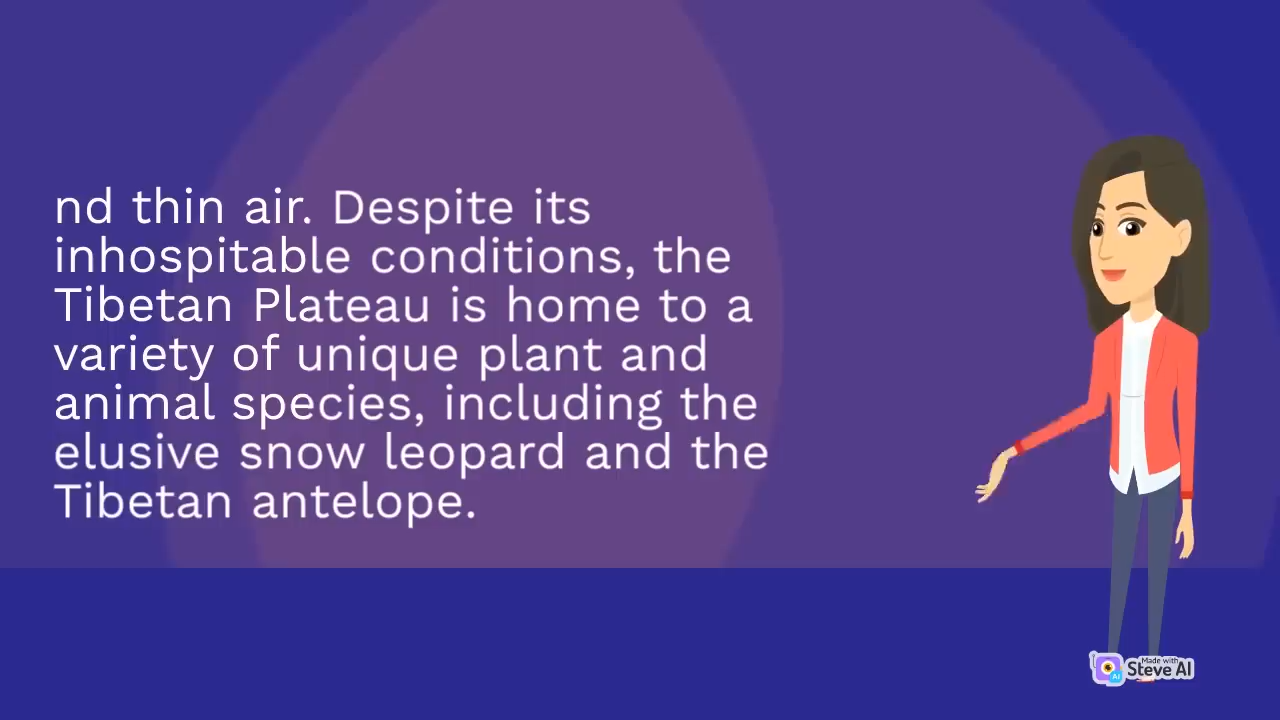 nd thin air. Despite its
inhospitable conditions, the
Tibetan Plateau is home to a
variety of unique plant and
animal species, including the
elusive snow leopard and the
Tibetan antelope.
Made with
Steve AI
AI